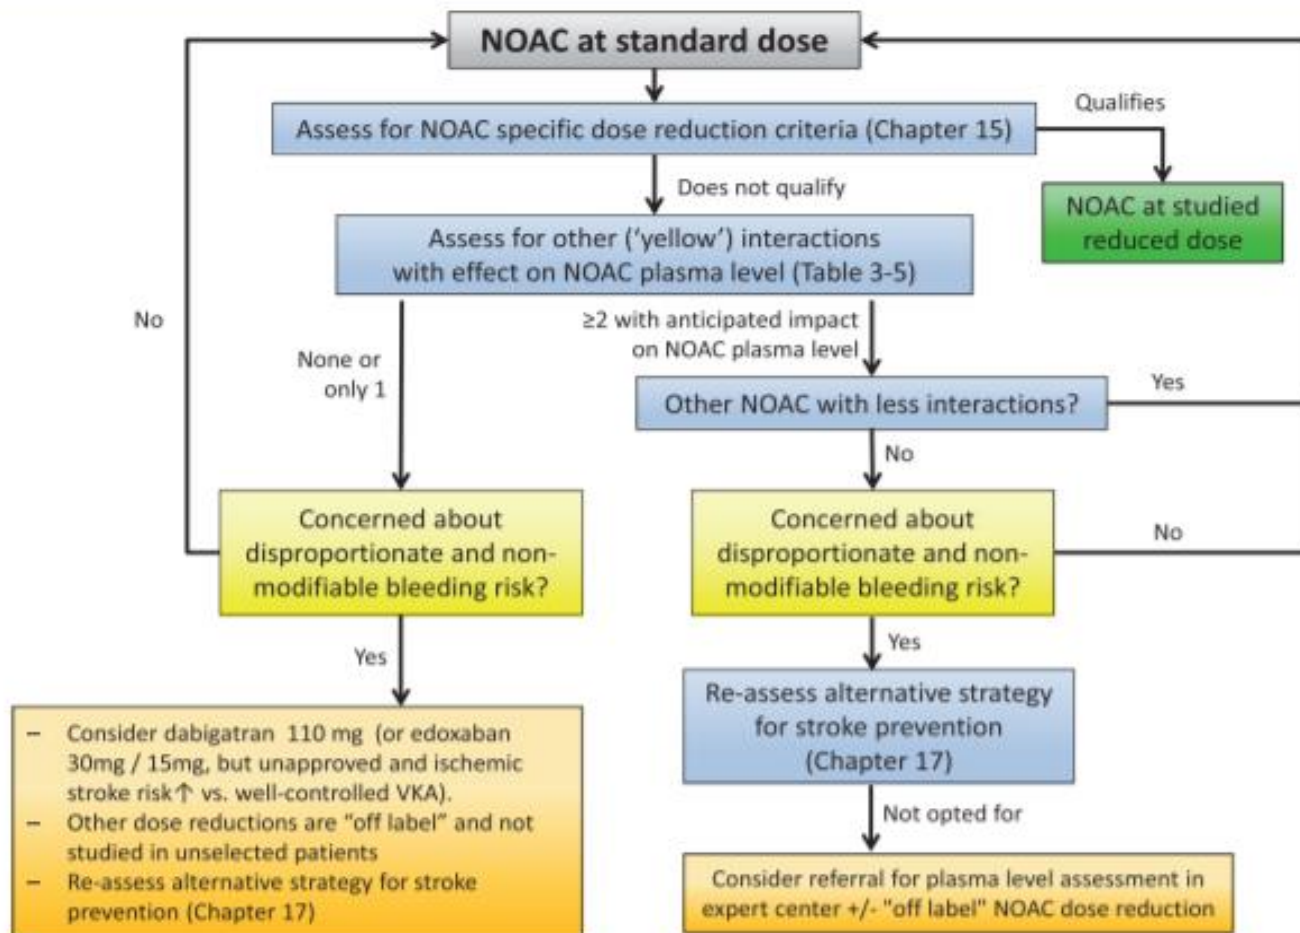 NOAC at standard dose
Assess for NOAC specific dose reduction criteria (Chapter 15)
Qualifies
NOAC at studied
reduced dose
Does not qualify
Assess for other ('yellow') interactions
with effect on NOAC plasma level (Table 3-5)
No
None or
only 1
≥2 with anticipated impact
on NOAC plasma level
Other NOAC with less interactions?
Yes
No
Concerned about
disproportionate and non-
modifiable bleeding risk?
Concerned about
disproportionate and non-
modifiable bleeding risk?
No
Yes
Yes
– Consider dabigatran 110 mg (or edoxaban
30mg / 15mg, but unapproved and ischemic
stroke risk↑ vs. well-controlled VKA).
– Other dose reductions are "off label" and not
studied in unselected patients
– Re-assess alternative strategy for stroke
prevention (Chapter 17)
Re-assess alternative strategy
for stroke prevention
(Chapter 17)
Not opted for
Consider referral for plasma level assessment in
expert center +/- "off label" NOAC dose reduction